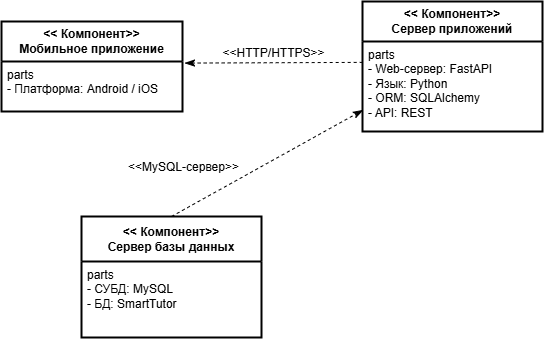 << Компонент>>
Мобильное приложение
parts
- Платформа: Android / iOS
<<HTTP/HTTPS>>
<< Компонент>>
Сервер приложений
parts
- Web-сервер: FastAPI
- Язык: Python
- ORM: SQLAlchemy
- API: REST
<<MySQL-сервер>>
<< Компонент>>
Сервер базы данных
parts
- СУБД: MySQL
- БД: SmartTutor